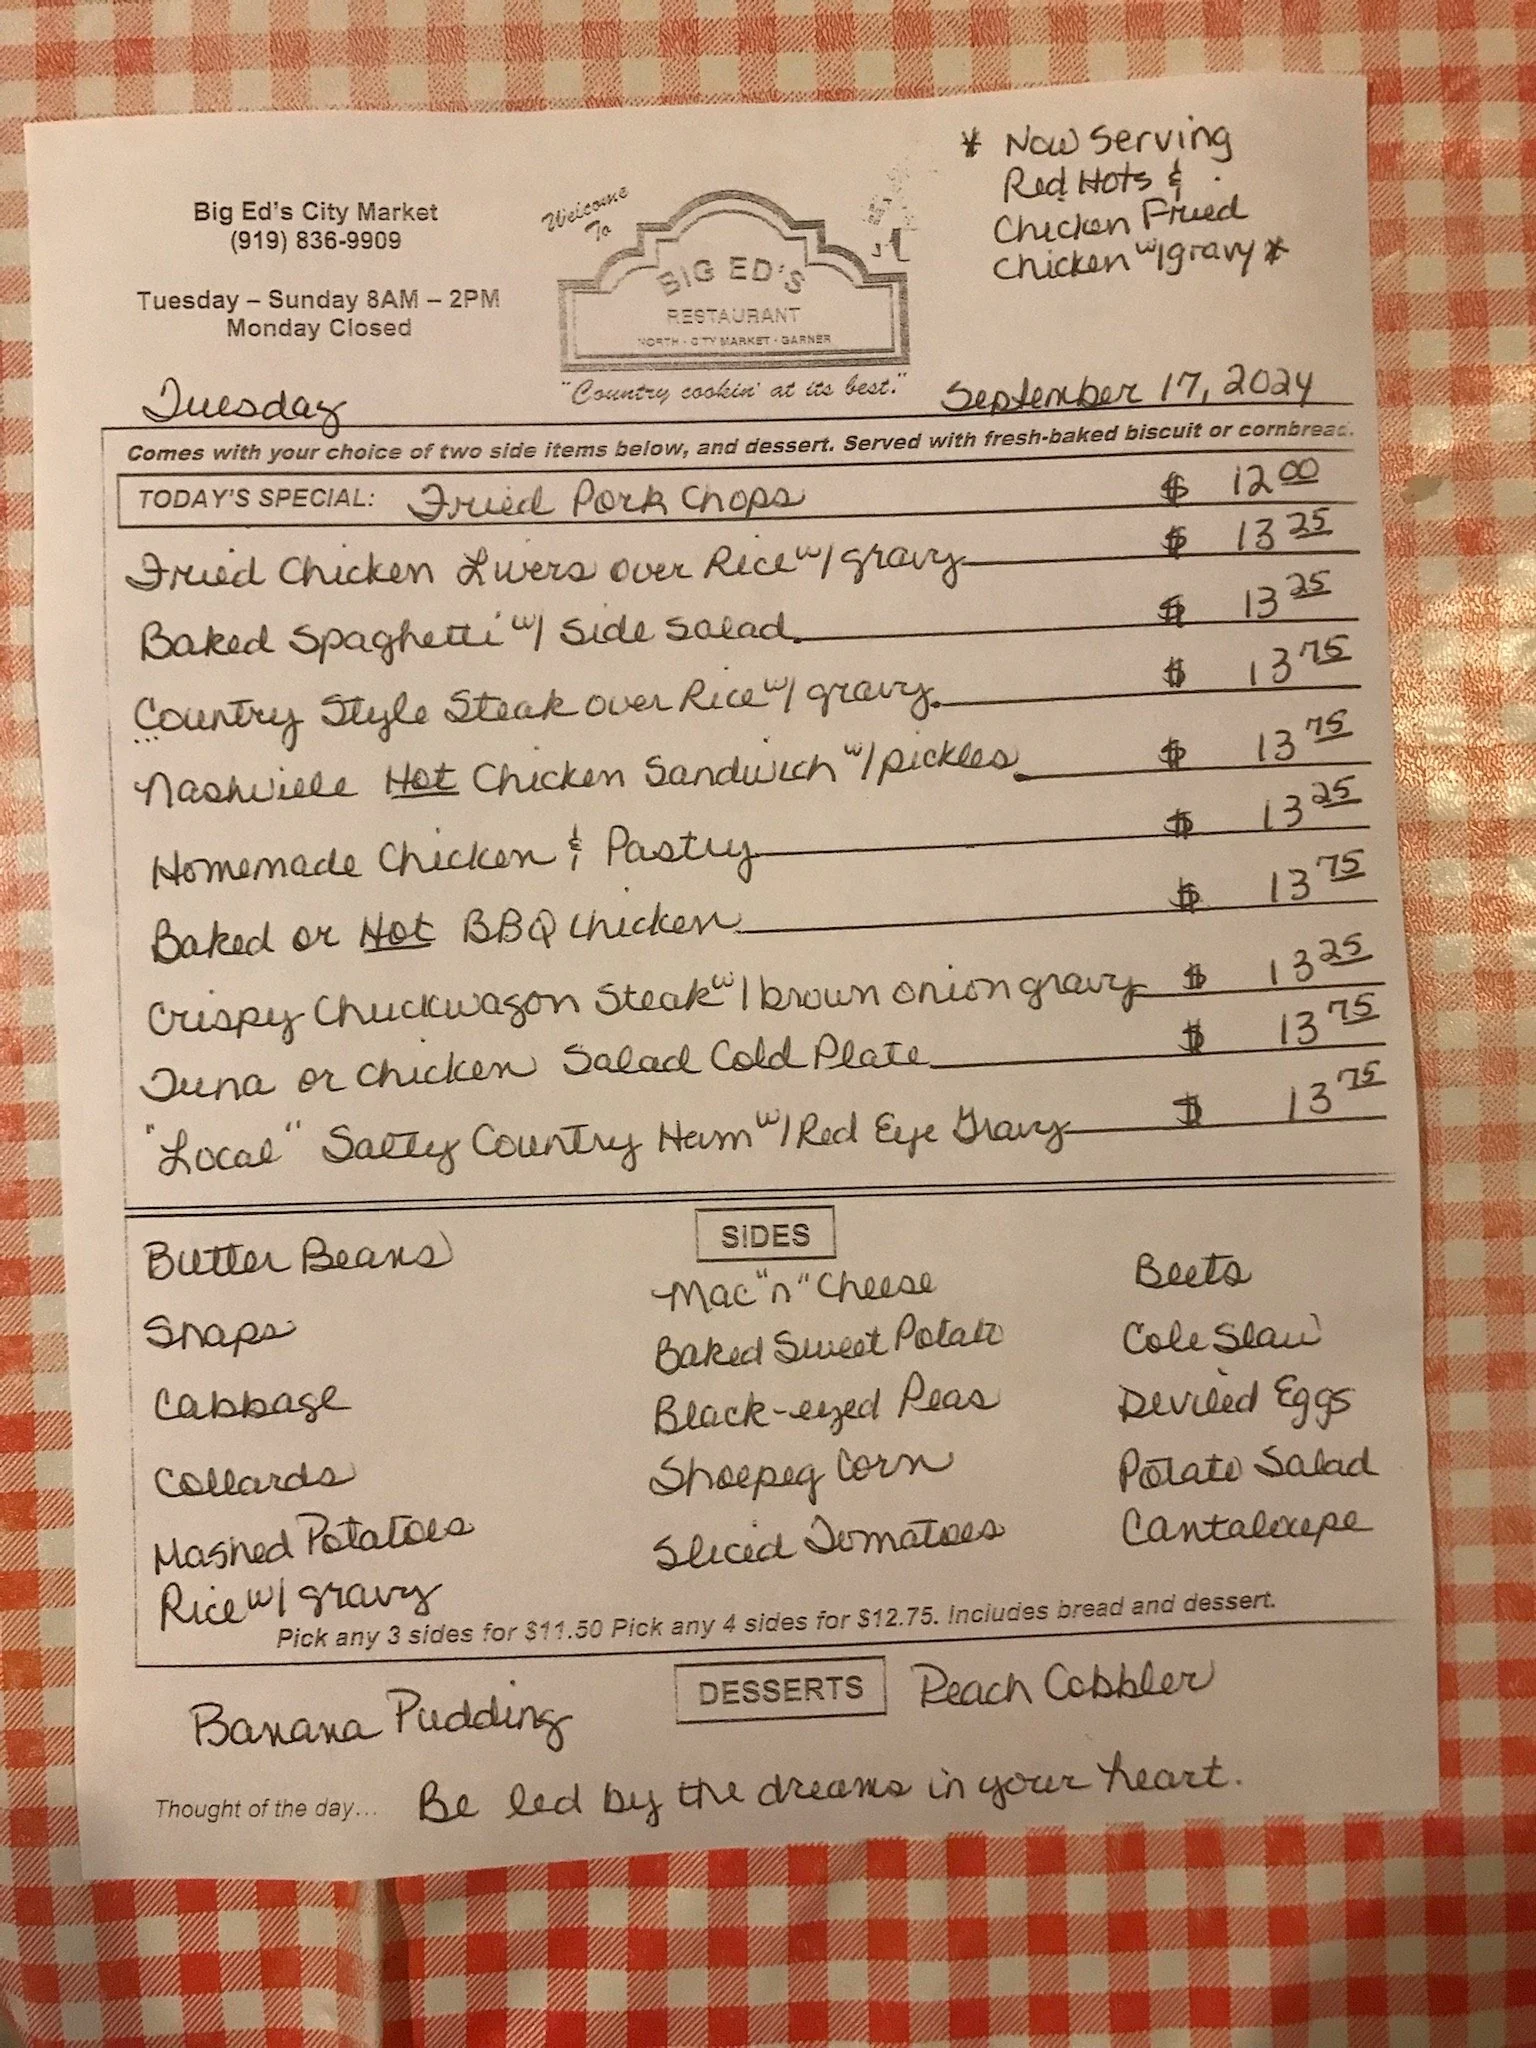 Big Ed's City Market
(919) 836-9909
Tuesday – Sunday 8AM – 2PM
Monday Closed
Welcome
To
BIG ED'S
RESTAURANT
NORTH - CITY MARKET - GARNER
"Country cookin' at its best."
* Now Serving
Red Hots &
Chicken Fried
Chicken w/gravy *
Tuesday
September 17, 2024
Comes with your choice of two side items below, and dessert. Served with fresh-baked biscuit or cornbread.
TODAY'S SPECIAL: Fried Pork Chops $ 12.00
Fried Chicken Livers over Rice w/ gravy $ 13 25
Baked Spaghetti w/ Side Salad $ 13 25
Country Style Steak over Rice w/ gravy $ 13 75
Nashville Hot Chicken Sandwich w/ pickles $ 13 75
Homemade Chicken & Pastry $ 13 25
Baked or Hot BBQ Chicken $ 13 75
Crispy Chuckwagon Steak w/ brown onion gravy $ 13 25
Tuna or Chicken Salad Cold Plate $ 13 75
"Local" Salty Country Ham w/ Red Eye Gravy $ 13 75
SIDES
Butter Beans
Snaps
Cabbage
Collards
Mashed Potatoes
Rice w/ gravy
Mac "n" Cheese
Baked Sweet Potato
Black-eyed Peas
Shoepeg Corn
Sliced Tomatoes
Beets
Cole Slaw
Deviled Eggs
Potato Salad
Cantaloupe
Pick any 3 sides for $11.50 Pick any 4 sides for $12.75. Includes bread and dessert.
DESSERTS
Banana Pudding
Peach Cobbler
Thought of the day... Be led by the dreams in your heart.